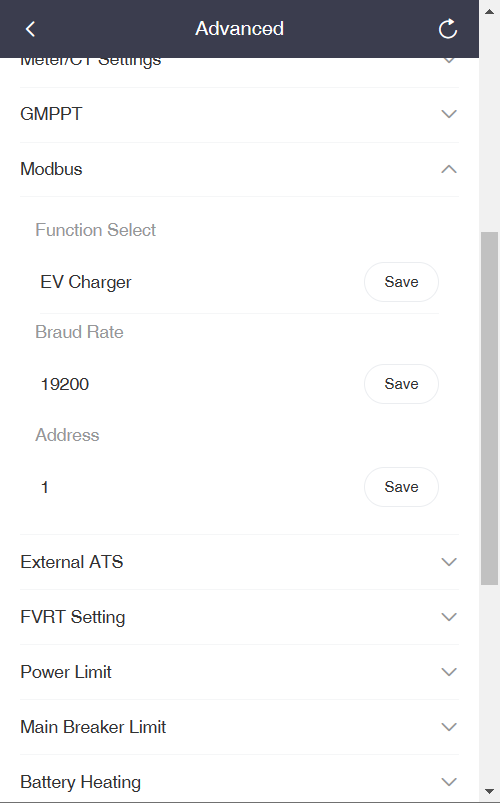 Advanced
Meter/CT Settings
GMPPT
Modbus
Function Select
EV Charger
Save
Braud Rate
19200
Save
Address
1
Save
External ATS
FVRT Setting
Power Limit
Main Breaker Limit
Battery Heating